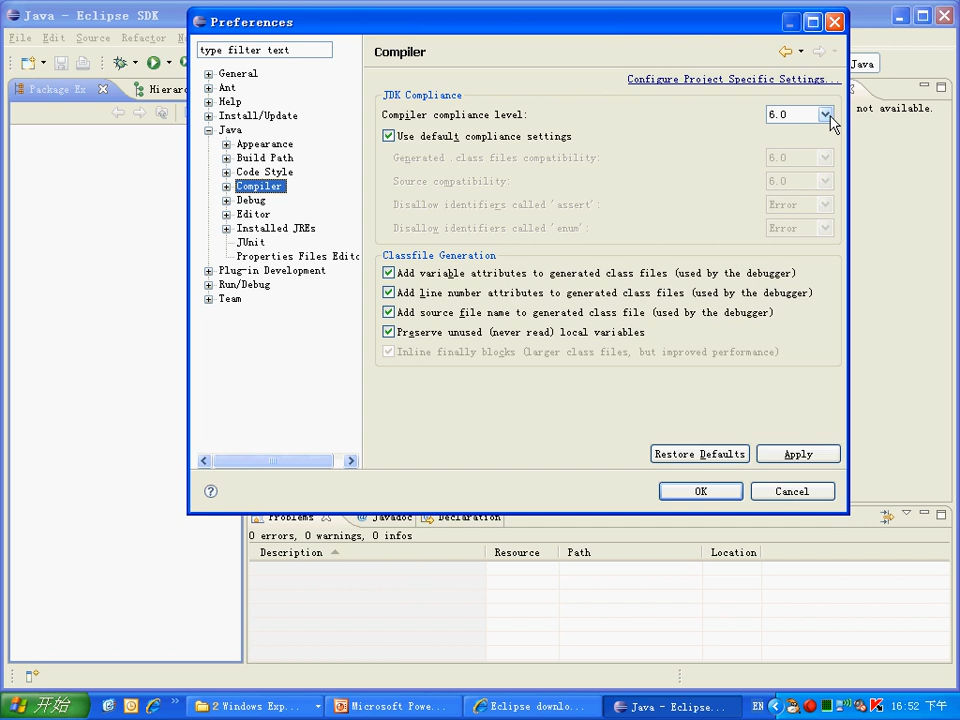 Java - Eclipse SDK
File Edit Source Refactor
Package Ex
Hierarc
Java
not available.
Preferences
type filter text
General
Ant
Help
Install/Update
Java
Appearance
Build Path
Code Style
Compiler
Debug
Editor
Installed JREs
JUnit
Properties Files Edito
Plug-in Development
Run/Debug
Team
Compiler
Configure Project Specific Settings...
JDK Compliance
Compiler compliance level: 6.0
Use default compliance settings
Generated .class files compatibility: 6.0
Source compatibility: 6.0
Disallow identifiers called 'assert': Error
Disallow identifiers called 'enum': Error
Classfile Generation
Add variable attributes to generated class files (used by the debugger)
Add line number attributes to generated class files (used by the debugger)
Add source file name to generated class file (used by the debugger)
Preserve unused (never read) local variables
Inline finally blocks (larger class files, but improved performance)
Restore Defaults Apply
OK Cancel
Problems Javadoc Declaration
0 errors, 0 warnings, 0 infos
Description Resource Path Location
开始 2 Windows Exp... Microsoft Powe... Eclipse downlo... Java - Eclipse... EN 16:52 下午